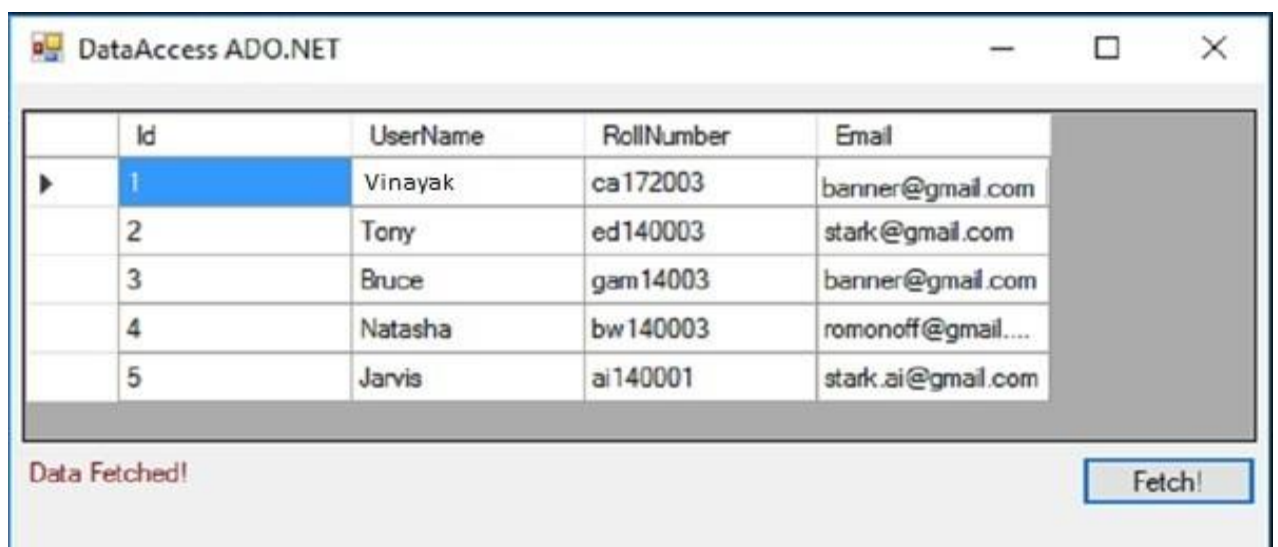 DataAccess ADO.NET
Id UserName RollNumber Email
1 Vinayak ca172003 banner@gmail.com
2 Tony ed140003 stark@gmail.com
3 Bruce gam14003 banner@gmail.com
4 Natasha bw140003 romonoff@gmail....
5 Jarvis ai140001 stark.ai@gmail.com
Data Fetched!
Fetch!